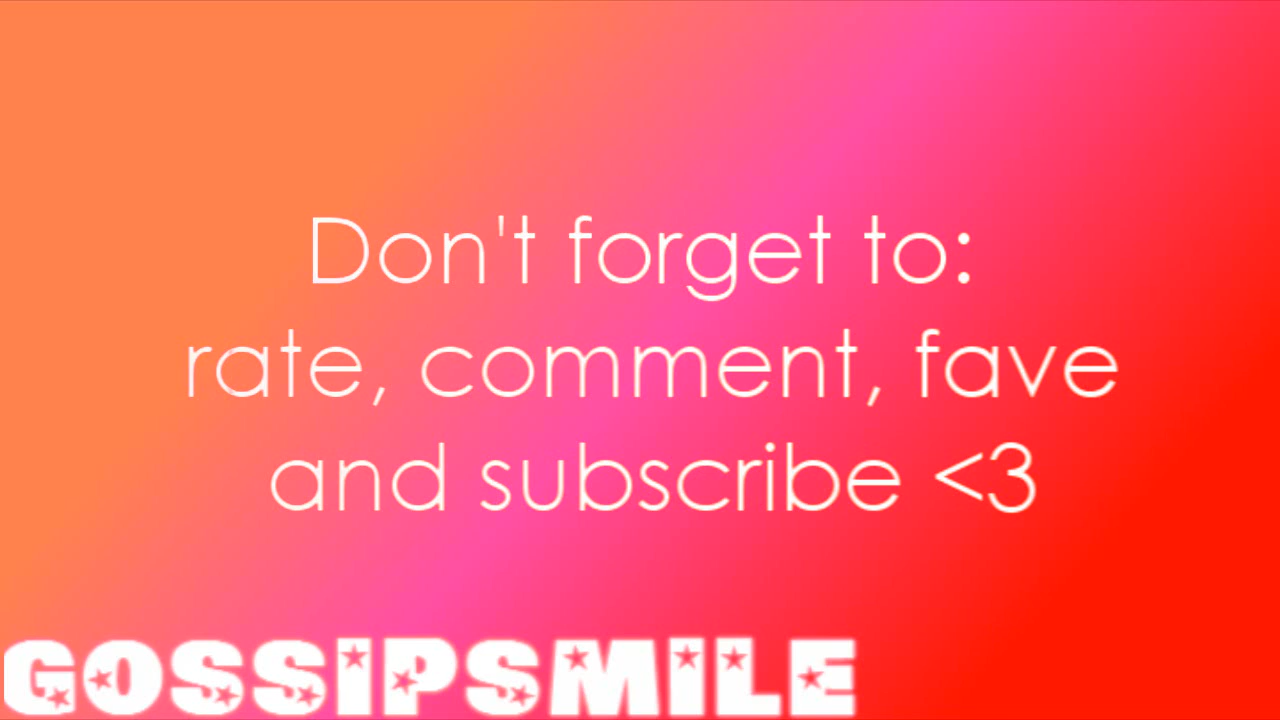 Don't forget to:
rate, comment, fave
and subscribe <3
GOSSIPSMILE